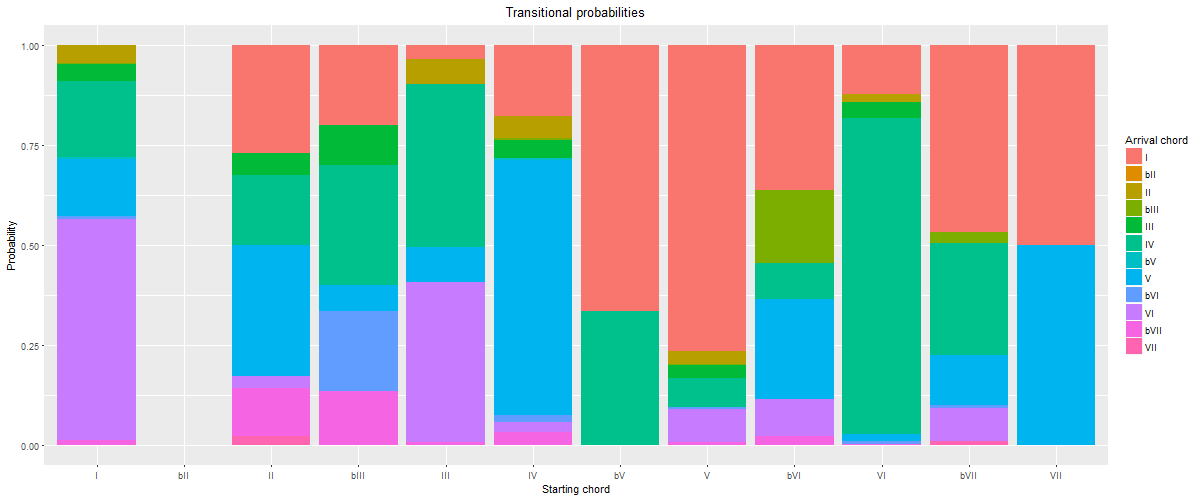 Transitional probabilities
Probability
1.00
0.75
0.50
0.25
0.00
I bII II bIII III IV bV V bVI VI bVII VII
Starting chord
Arrival chord
I
bII
II
bIII
III
IV
bV
V
bVI
VI
bVII
VII